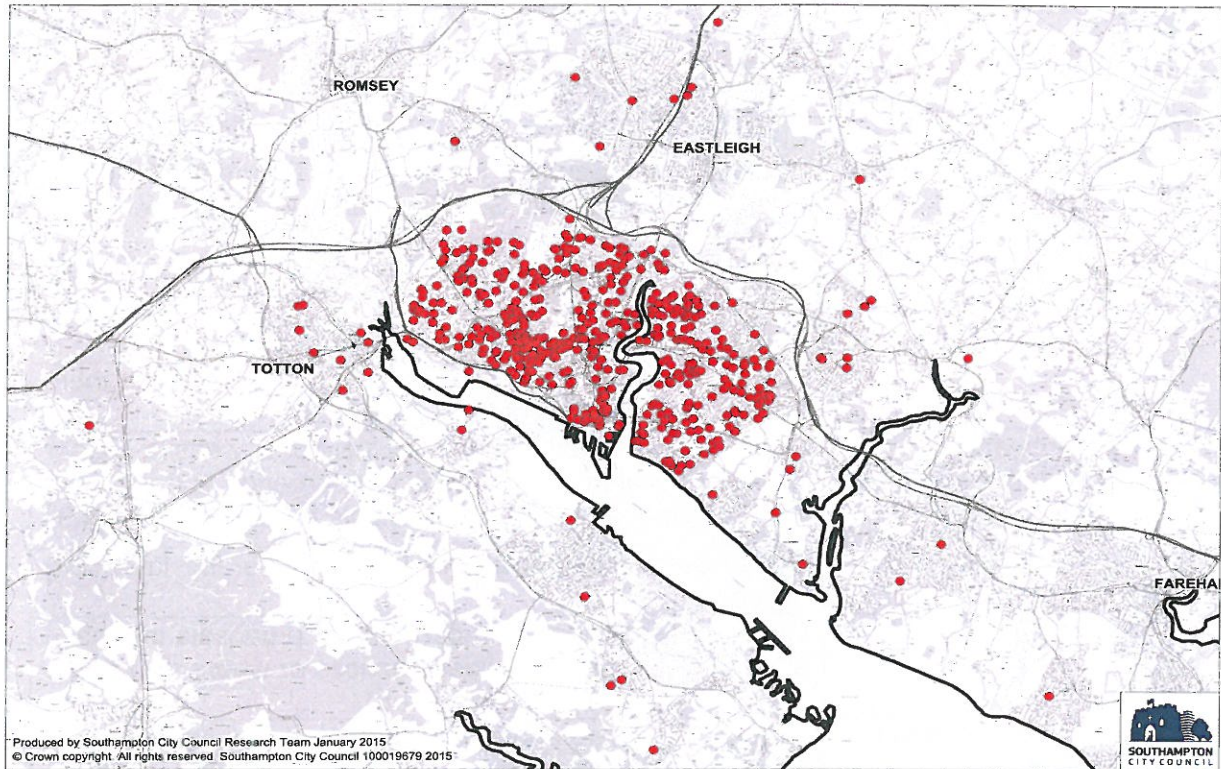 ROMSEY
EASTLEIGH
TOTTON
FAREHA
Produced by Southampton City Council Research Team January 2015
© Crown copyright All rights reserved Southampton City Council 100019679 2015
SOUTHAMPTON
CITY COUNCIL